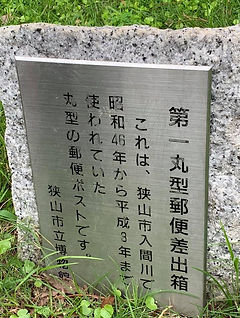 第一丸型郵便差出箱
これは、狭山市入間川で
昭和46年から平成3年まで
使われていた
丸型の郵便ポストです。
狭山市立博物館